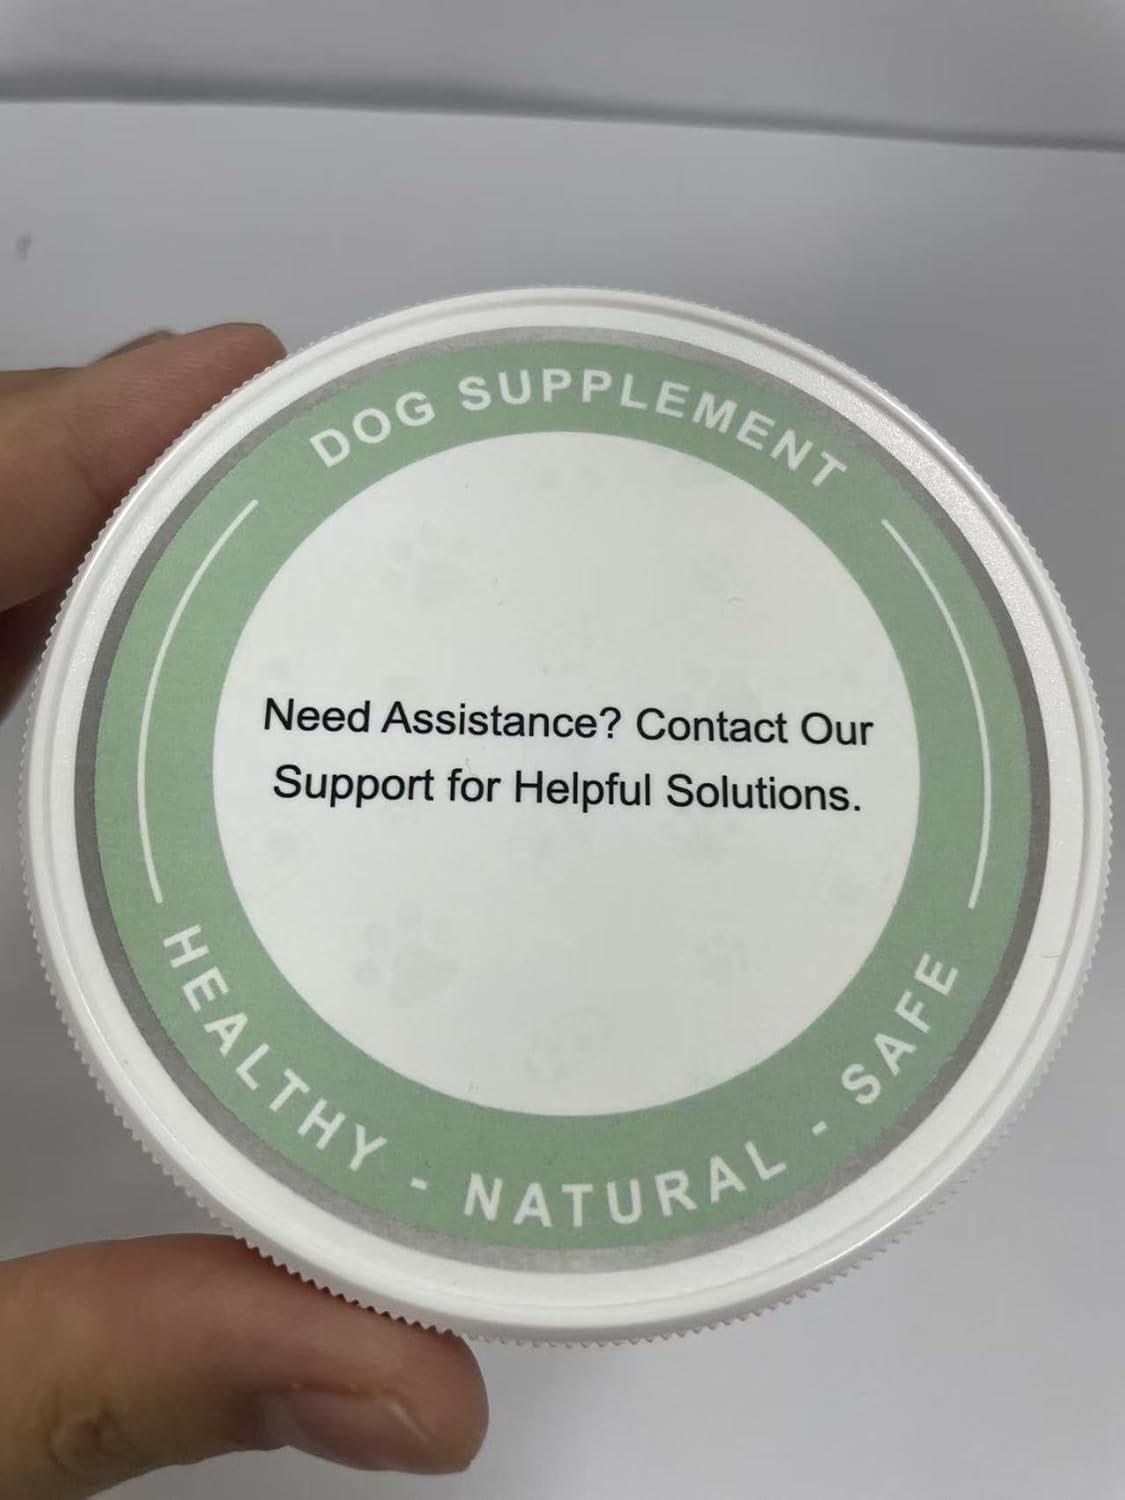 DOG SUPPLEMENT
Need Assistance? Contact Our
Support for Helpful Solutions.
HEALTHY - NATURAL - SAFE